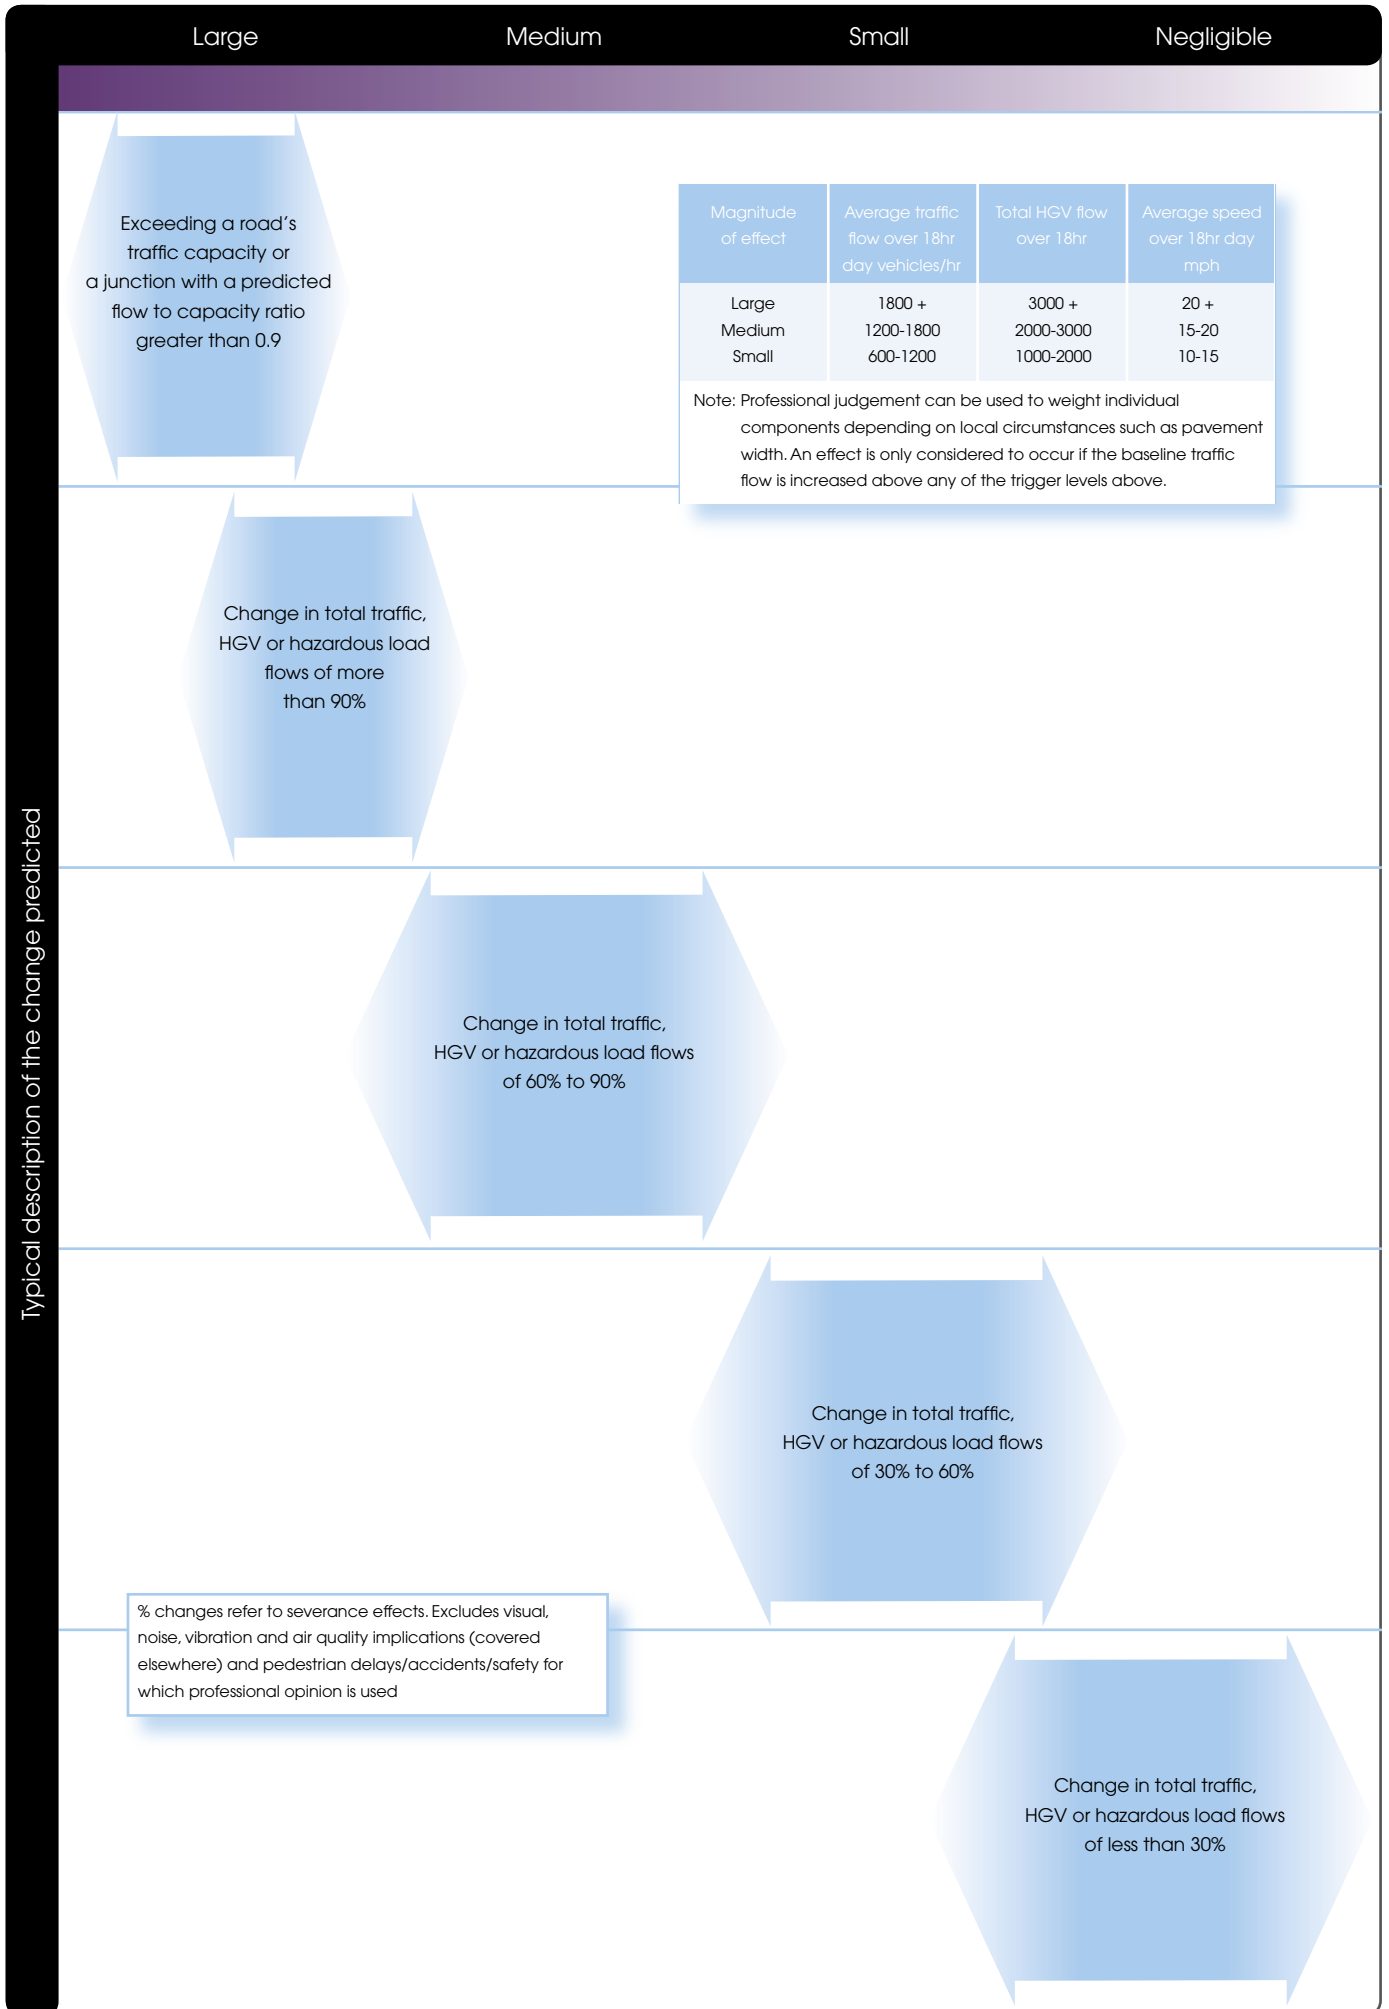 Large Medium Small Negligible
Typical description of the change predicted
Exceeding a road's
traffic capacity or
a junction with a predicted
flow to capacity ratio
greater than 0.9
Magnitude
of effect
Average traffic
flow over 18hr
day vehicles/hr
Total HGV flow
over 18hr
Average speed
over 18hr day
mph
Large 1800 + 3000 + 20 +
Medium 1200-1800 2000-3000 15-20
Small 600-1200 1000-2000 10-15
Note: Professional judgement can be used to weight individual
components depending on local circumstances such as pavement
width. An effect is only considered to occur if the baseline traffic
flow is increased above any of the trigger levels above.
Change in total traffic,
HGV or hazardous load
flows of more
than 90%
Change in total traffic,
HGV or hazardous load flows
of 60% to 90%
Change in total traffic,
HGV or hazardous load flows
of 30% to 60%
% changes refer to severance effects. Excludes visual,
noise, vibration and air quality implications (covered
elsewhere) and pedestrian delays/accidents/safety for
which professional opinion is used
Change in total traffic,
HGV or hazardous load flows
of less than 30%